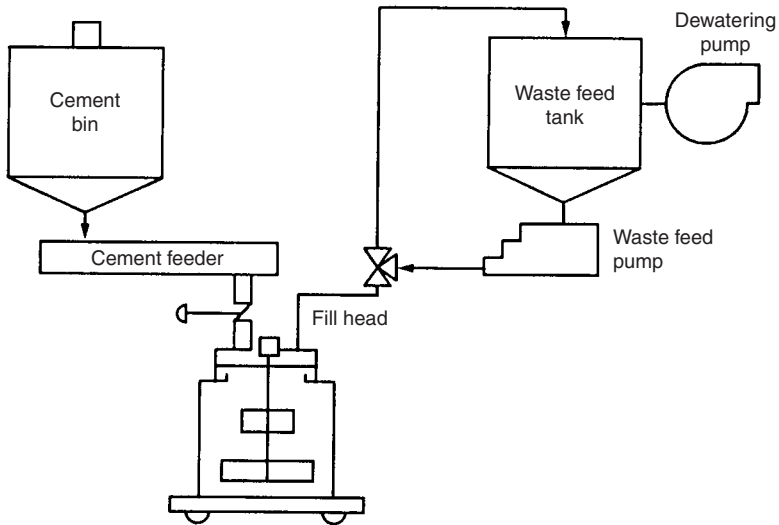 Cement
bin
Cement feeder
Fill head
Waste feed
tank
Dewatering
pump
Waste feed
pump